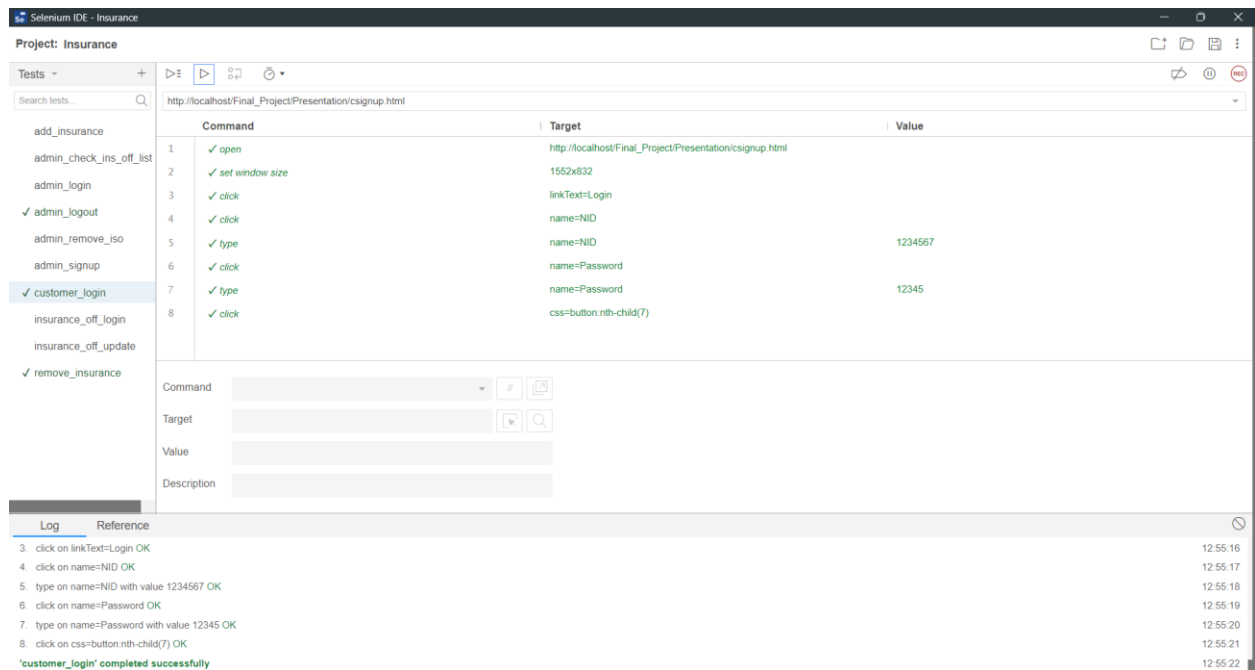 Selenium IDE - Insurance
Project: Insurance
Tests
Search tests...
http://localhost/Final_Project/Presentation/csignup.html
add_insurance
admin_check_ins_off_list
admin_login
✓ admin_logout
admin_remove_iso
admin_signup
✓ customer_login
insurance_off_login
insurance_off_update
✓ remove_insurance
Command Target Value
1 ✓ open http://localhost/Final_Project/Presentation/csignup.html
2 ✓ set window size 1552x832
3 ✓ click linkText=Login
4 ✓ click name=NID
5 ✓ type name=NID 1234567
6 ✓ click name=Password
7 ✓ type name=Password 12345
8 ✓ click css=button:nth-child(7)
Command //
Target
Value
Description
REC
Log Reference
3. click on linkText=Login OK 12:55:16
4. click on name=NID OK 12:55:17
5. type on name=NID with value 1234567 OK 12:55:18
6. click on name=Password OK 12:55:19
7. type on name=Password with value 12345 OK 12:55:20
8. click on css=button:nth-child(7) OK 12:55:21
'customer_login' completed successfully 12:55:22